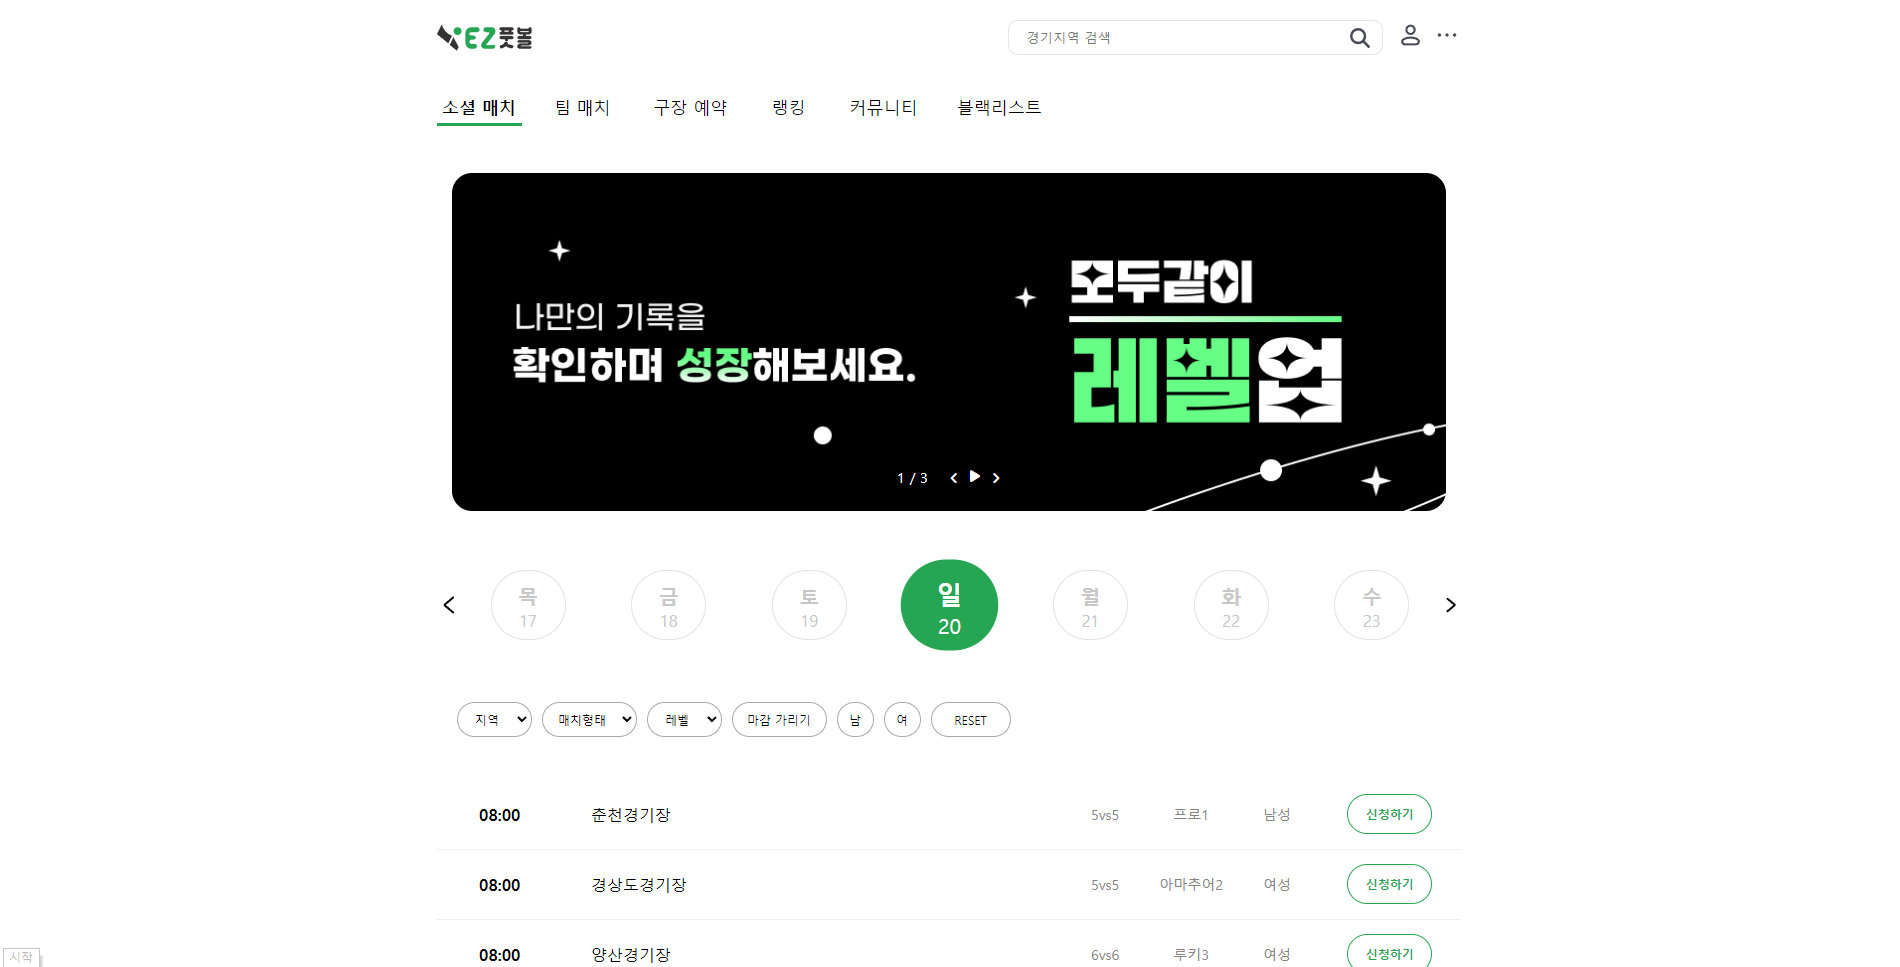 EZ풋볼
경기지역 검색
소셜 매치 팀 매치 구장 예약 랭킹 커뮤니티 블랙리스트
나만의 기록을
확인하며 성장해보세요.
모두같이
레벨업
1 / 3
목 금 토 일 월 화 수
17 18 19 20 21 22 23
지역 매치형태 레벨 마감 가리기 남 여 RESET
08:00 춘천경기장 5vs5 프로1 남성 신청하기
08:00 경상도경기장 5vs5 아마추어2 여성 신청하기
08:00 양산경기장 6vs6 루키3 여성 신청하기
시작